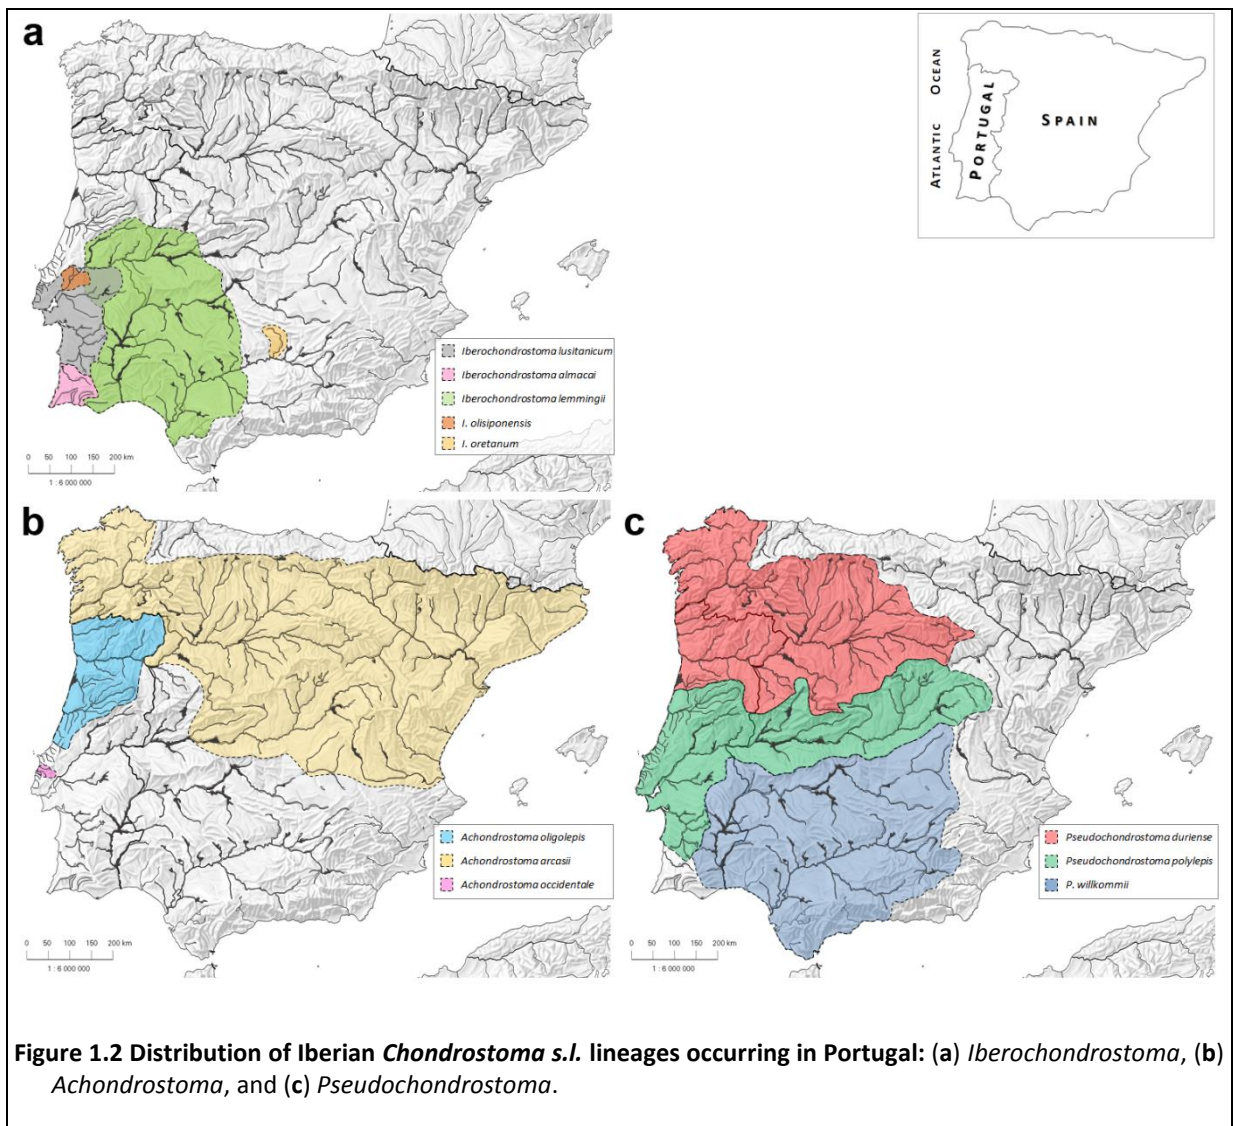 a
ATLANTIC OCEAN
PORTUGAL
SPAIN
Iberochondrostoma lusitanicum
Iberochondrostoma almacai
Iberochondrostoma lemmingii
I. olisiponensis
I. oretanum
0 50 100 150 200 km
1 : 6 000 000
b
Achondrostoma oligolepis
Achondrostoma arcasii
Achondrostoma occidentale
0 50 100 150 200 km
1 : 6 000 000
c
Pseudochondrostoma duriense
Pseudochondrostoma polylepis
P. willkommii
0 50 100 150 200 km
1 : 6 000 000
Figure 1.2 Distribution of Iberian Chondrostoma s.l. lineages occurring in Portugal: (a) Iberochondrostoma, (b)
Achondrostoma, and (c) Pseudochondrostoma.